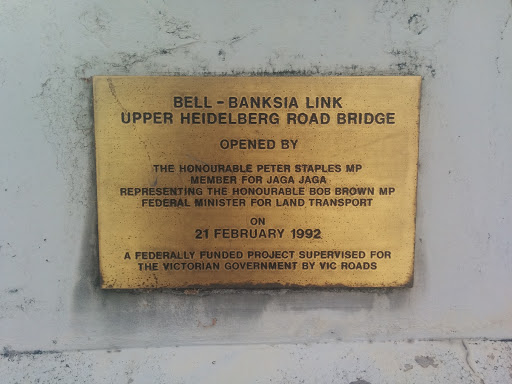 BELL - BANKSIA LINK
UPPER HEIDELBERG ROAD BRIDGE
OPENED BY
THE HONOURABLE PETER STAPLES MP
MEMBER FOR JAGA JAGA
REPRESENTING THE HONOURABLE BOB BROWN MP
FEDERAL MINISTER FOR LAND TRANSPORT
ON
21 FEBRUARY 1992
A FEDERALLY FUNDED PROJECT SUPERVISED FOR
THE VICTORIAN GOVERNMENT BY VIC ROADS